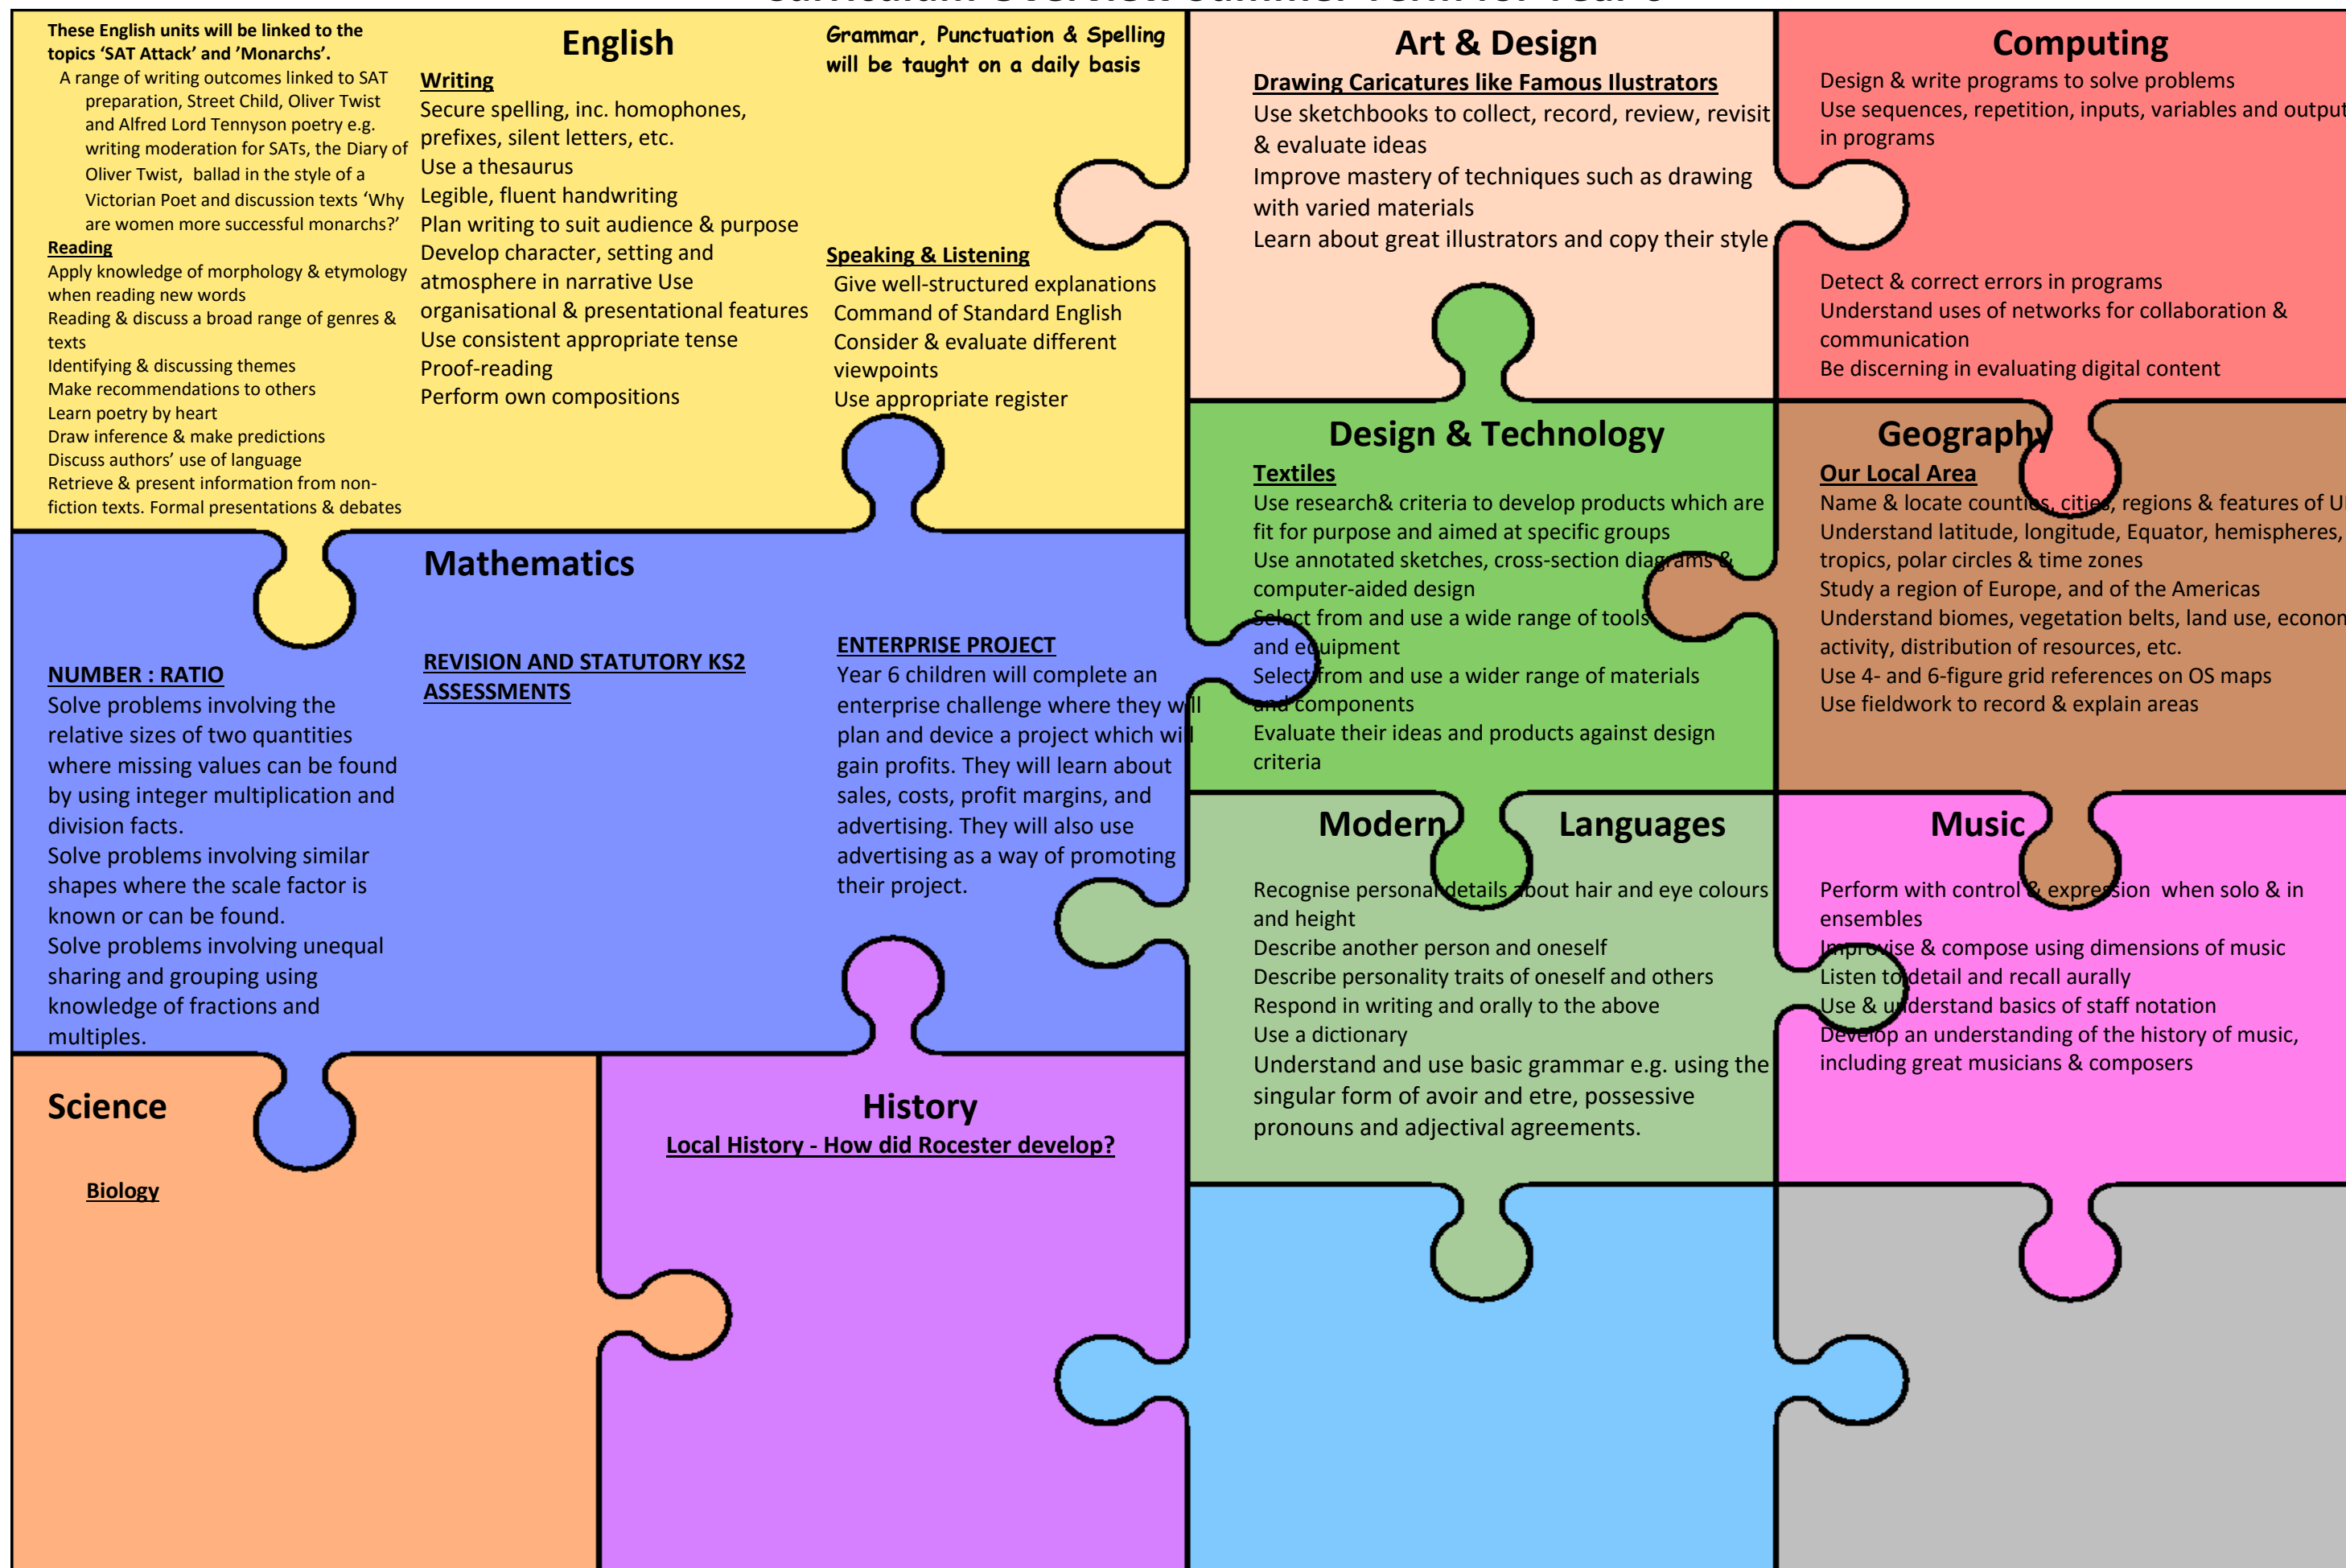 These English units will be linked to the
topics ‘SAT Attack’ and ’Monarchs’.
A range of writing outcomes linked to SAT
preparation, Street Child, Oliver Twist
and Alfred Lord Tennyson poetry e.g.
writing moderation for SATs, the Diary of
Oliver Twist, ballad in the style of a
Victorian Poet and discussion texts ‘Why
are women more successful monarchs?’
Reading
Apply knowledge of morphology & etymology
when reading new words
Reading & discuss a broad range of genres &
texts
Identifying & discussing themes
Make recommendations to others
Learn poetry by heart
Draw inference & make predictions
Discuss authors’ use of language
Retrieve & present information from non-
fiction texts. Formal presentations & debates
English
Writing
Secure spelling, inc. homophones,
prefixes, silent letters, etc.
Use a thesaurus
Legible, fluent handwriting
Plan writing to suit audience & purpose
Develop character, setting and
atmosphere in narrative Use
organisational & presentational features
Use consistent appropriate tense
Proof-reading
Perform own compositions
Grammar, Punctuation & Spelling
will be taught on a daily basis
Speaking & Listening
Give well-structured explanations
Command of Standard English
Consider & evaluate different
viewpoints
Use appropriate register
Art & Design
Drawing Caricatures like Famous Ilustrators
Use sketchbooks to collect, record, review, revisit
& evaluate ideas
Improve mastery of techniques such as drawing
with varied materials
Learn about great illustrators and copy their style
Computing
Design & write programs to solve problems
Use sequences, repetition, inputs, variables and output
in programs
Detect & correct errors in programs
Understand uses of networks for collaboration &
communication
Be discerning in evaluating digital content
Mathematics
NUMBER : RATIO
Solve problems involving the
relative sizes of two quantities
where missing values can be found
by using integer multiplication and
division facts.
Solve problems involving similar
shapes where the scale factor is
known or can be found.
Solve problems involving unequal
sharing and grouping using
knowledge of fractions and
multiples.
REVISION AND STATUTORY KS2
ASSESSMENTS
ENTERPRISE PROJECT
Year 6 children will complete an
enterprise challenge where they will
plan and device a project which will
gain profits. They will learn about
sales, costs, profit margins, and
advertising. They will also use
advertising as a way of promoting
their project.
Design & Technology
Textiles
Use research& criteria to develop products which are
fit for purpose and aimed at specific groups
Use annotated sketches, cross-section diagrams &
computer-aided design
Select from and use a wide range of tools
and equipment
Select from and use a wider range of materials
and components
Evaluate their ideas and products against design
criteria
Geography
Our Local Area
Name & locate counties, cities, regions & features of
Understand latitude, longitude, Equator, hemispheres,
tropics, polar circles & time zones
Study a region of Europe, and of the Americas
Understand biomes, vegetation belts, land use,
activity, distribution of resources, etc.
Use 4- and 6-figure grid references on OS maps
Use fieldwork to record & explain areas
Modern Languages
Recognise personal details about hair and eye colours
and height
Describe another person and oneself
Describe personality traits of oneself and others
Respond in writing and orally to the above
Use a dictionary
Understand and use basic grammar e.g. using the
singular form of avoir and etre, possessive
pronouns and adjectival agreements.
Music
Perform with control & expression when solo & in
ensembles
Improvise & compose using dimensions of music
Listen to detail and recall aurally
Use & understand basics of staff notation
Develop an understanding of the history of music,
including great musicians & composers
Science
Biology
History
Local History - How did Rocester develop?